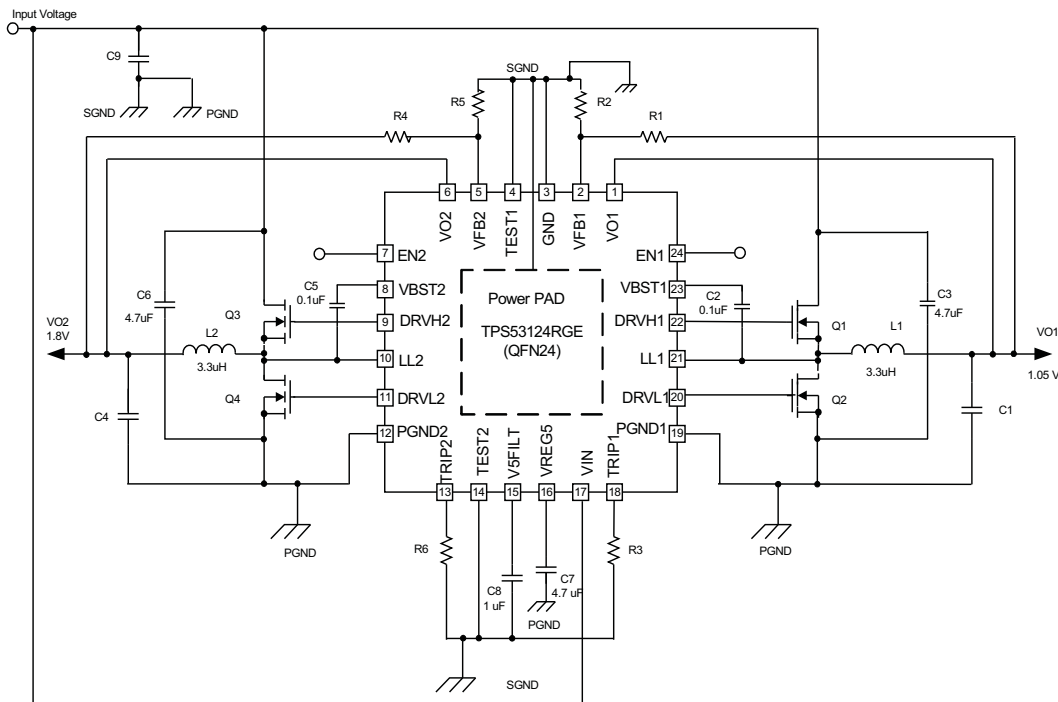 Input Voltage
C9
SGND
PGND
SGND
R5
R2
R4
R1
6
5
4
3
2
1
VO2
VFB2
TEST1
GND
VFB1
VO1
7
EN2
EN1
24
C5
0.1uF
8
VBST2
VBST1
23
C2
0.1uF
C6
4.7uF
C3
4.7uF
Power PAD
TPS53124RGE
(QFN24)
Q3
9
DRVH2
DRVH1
22
Q1
VO2
1.8V
L2
3.3uH
10
LL2
LL1
21
L1
3.3uH
VO1
1.05 V
Q4
11
DRVL2
DRVL1
20
Q2
C4
C1
12
PGND2
PGND1
19
TRIP2
TEST2
V5FILT
VREG5
VIN
TRIP1
13
14
15
16
17
18
PGND
PGND
R6
R3
C8
1 uF
C7
4.7 uF
PGND
SGND